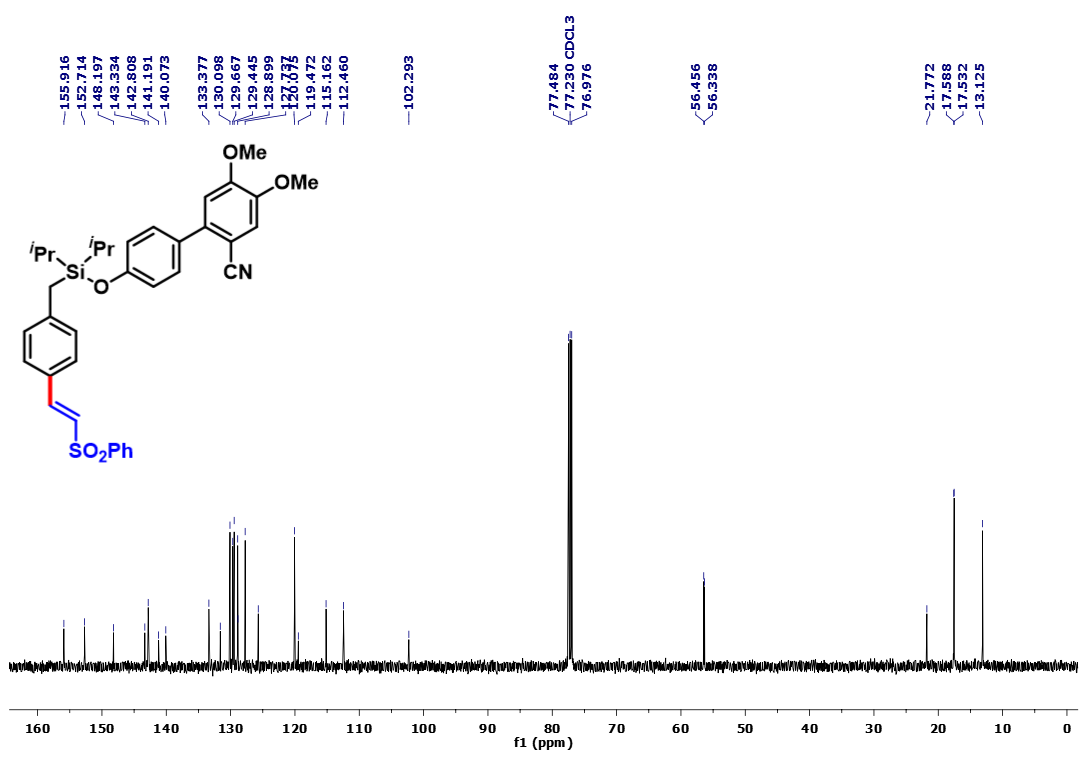 155.916
152.714
148.197
143.334
142.808
141.191
140.073
133.377
130.098
129.667
129.445
128.899
127.737
120.075
119.472
115.162
112.460
102.293
77.484
77.230 CDCL3
76.976
56.456
56.338
21.772
17.588
17.532
13.125
OMe
OMe
iPr
iPr
Si
O
CN
SO2Ph
160 150 140 130 120 110 100 90 80 70 60 50 40 30 20 10 0
f1 (ppm)